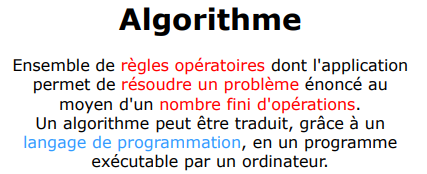 Algorithme
Ensemble de règles opératoires dont l'application
permet de résoudre un problème énoncé au
moyen d'un nombre fini d'opérations.
Un algorithme peut être traduit, grâce à un
langage de programmation, en un programme
exécutable par un ordinateur.